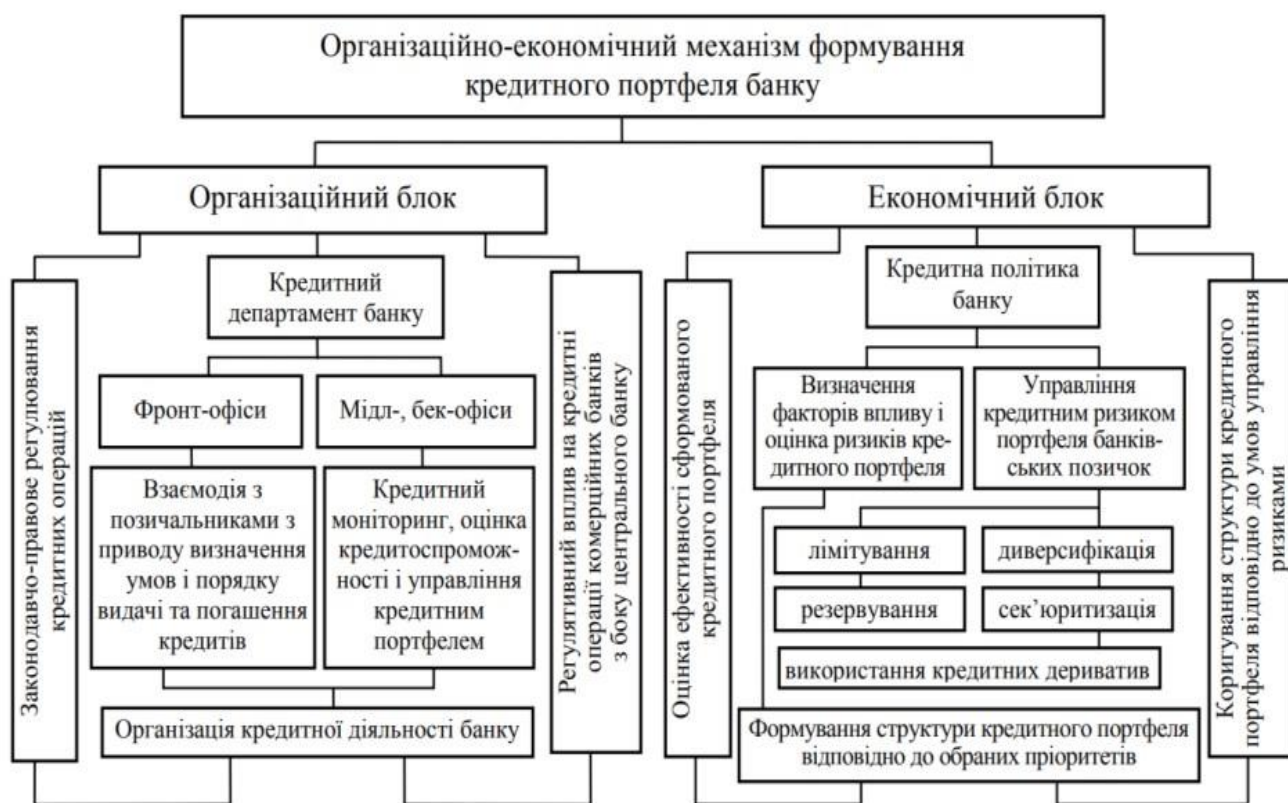 Організаційно-економічний механізм формування
кредитного портфеля банку
Організаційний блок
Економічний блок
Законодавчо-правове регулювання
кредитних операцій
Кредитний
департамент банку
Фронт-офіси
Мідл-, бек-офіси
Взаємодія з
позичальниками з
приводу визначення
умов і порядку
видачі та погашення
кредитів
Кредитний
моніторинг, оцінка
кредитоспромож-
ності і управління
кредитним
портфелем
Організація кредитної діяльності банку
Регулятивний вплив на кредитні
операції комерційних банків
з боку центрального банку
Оцінка ефективності сформованого
кредитного портфеля
Кредитна політика
банку
Визначення
факторів впливу і
оцінка ризиків кре-
дитного портфеля
Управління
кредитним ризиком
портфеля банків-
ських позичок
лімітування
диверсифікація
резервування
сек’юритизація
використання кредитних дериватив
Формування структури кредитного портфеля
відповідно до обраних пріоритетів
Коригування структури кредитного
портфеля відповідно до умов управління
ризиками